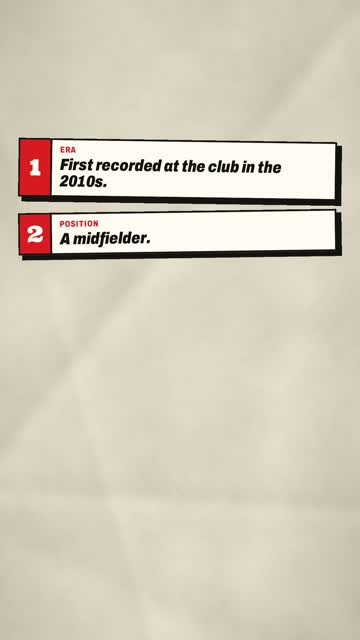 1
ERA
First recorded at the club in the
2010s.
2
POSITION
A midfielder.